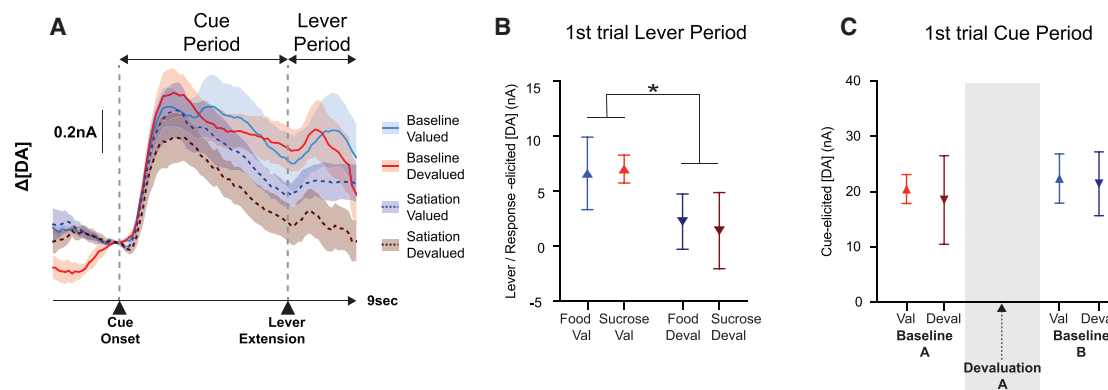 A
Cue
Period
Lever
Period
0.2nA
Δ[DA]
Baseline
Valued
Baseline
Devalued
Satiation
Valued
Satiation
Devalued
9sec
Cue
Onset
Lever
Extension
B
1st trial Lever Period
Lever / Response -elicited [DA] (nA)
15
10
5
0
-5
*
Food
Val
Sucrose
Val
Food
Deval
Sucrose
Deval
C
1st trial Cue Period
Cue-elicited [DA] (nA)
40
30
20
10
0
Val Deval
Baseline
A
Devaluation
A
Val Deval
Baseline
B